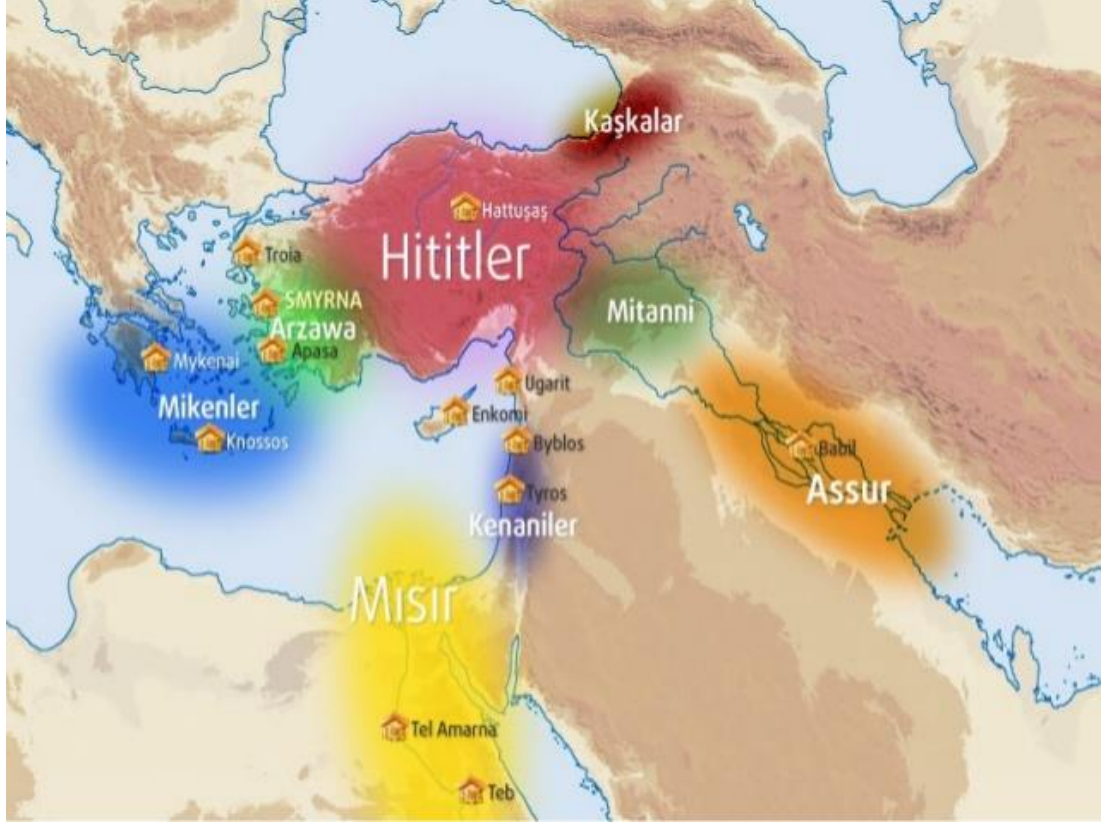 Kaşkalar
Hattuşaş
Hititler
Troia
SMYRNA
Arzawa
Apasa
Mitanni
Mykenai
Mikenler
Knossos
Ugarit
Enkomi
Byblos
Babil
Assur
Tyros
Kenaniler
Mısır
Tel Amarna
Teb